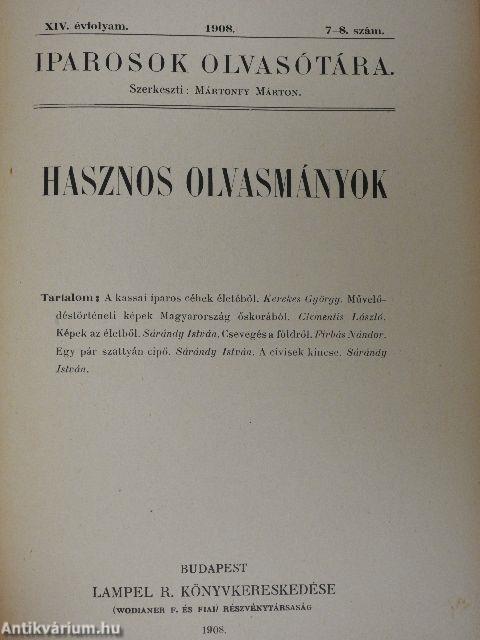 XIV. évfolyam. 1908. 7–8. szám.
IPAROSOK OLVASÓTÁRA.
Szerkeszti: MÁRTONFY MÁRTON.
HASZNOS OLVASMÁNYOK
Tartalom: A kassai iparos céhek életéből. Kerekes György. Művelő-
déstörténeti képek Magyarország őskorából. Clementis László.
Képek az életből. Sárándy István. Csevegés a földről. Firbás Nándor.
Egy pár szattyán cipő. Sárándy István. A civisek kincse. Sárándy
István.
BUDAPEST
LAMPEL R. KÖNYVKERESKEDÉSE
(WODIANER F. ÉS FIAI) RÉSZVÉNYTÁRSASÁG
1908.
Antikvárium.hu